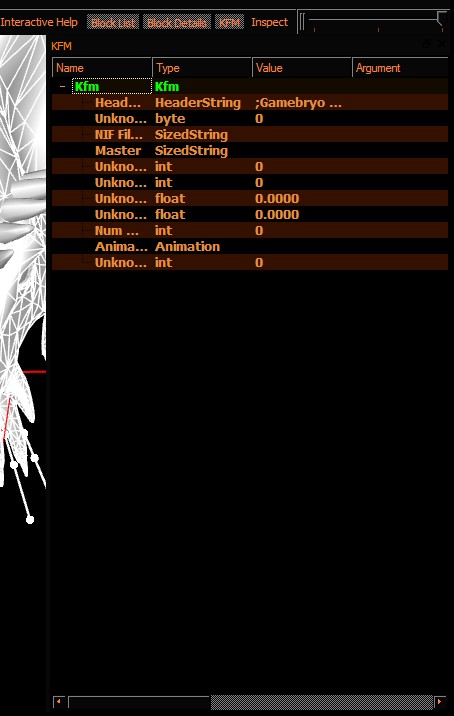 Interactive Help Block List Block Details KFM Inspect
KFM
Name Type Value Argument
Kfm Kfm
Head... HeaderString ;Gamebryo ...
Unkno... byte 0
NIF Fil... SizedString
Master SizedString
Unkno... int 0
Unkno... int 0
Unkno... float 0.0000
Unkno... float 0.0000
Num ... int 0
Anima... Animation
Unkno... int 0